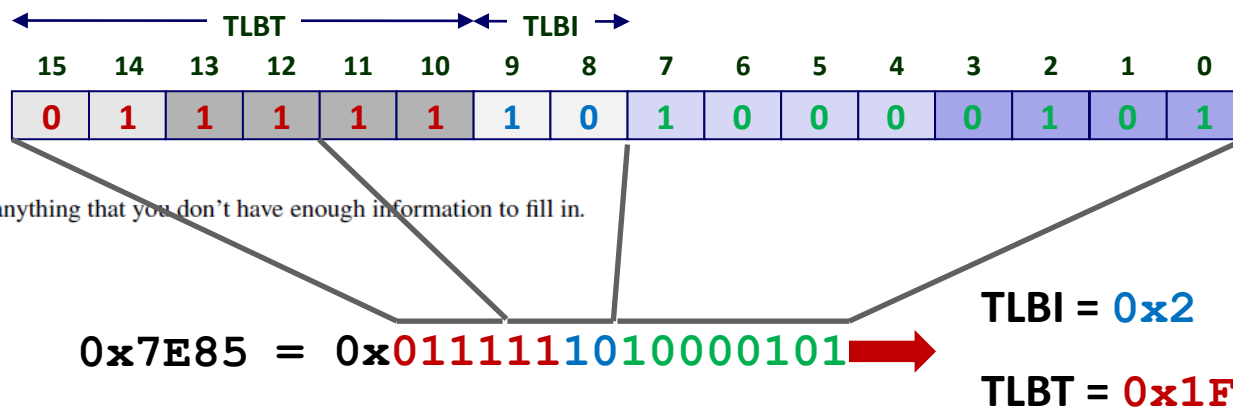 TLBT TLBI
15 14 13 12 11 10 9 8 7 6 5 4 3 2 1 0
0 1 1 1 1 1 1 0 1 0 0 0 0 1 0 1
anything that you don't have enough information to fill in.
TLBI = 0x2
0x7E85 = 0x0111111010000101
TLBT = 0x1F